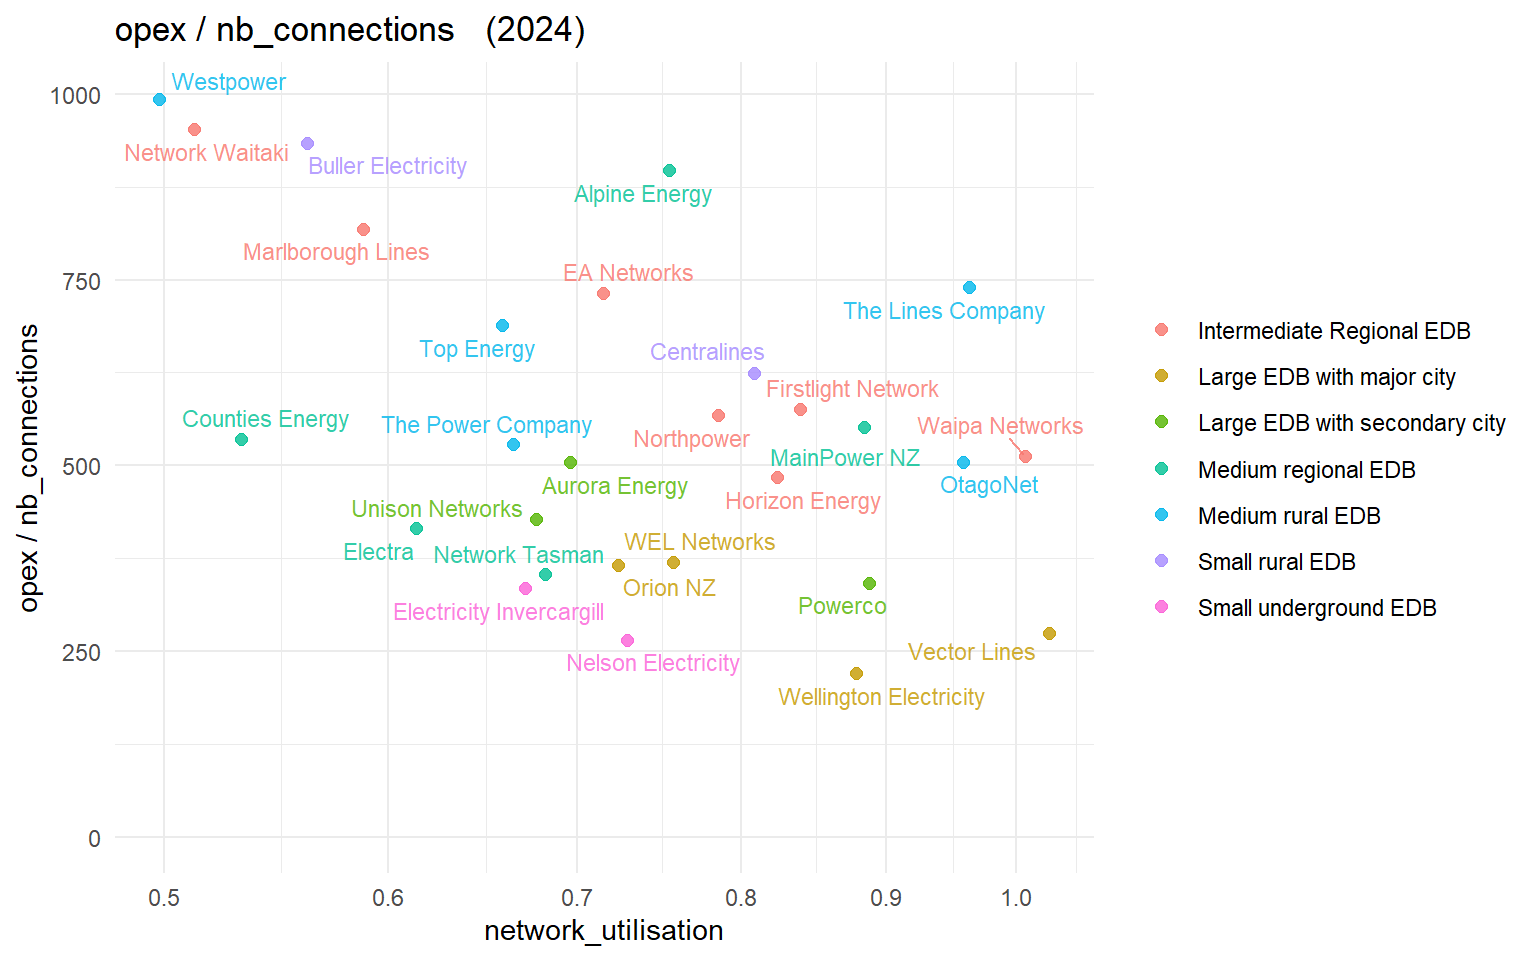 opex / nb_connections (2024)
Westpower
1000
Network Waitaki
Buller Electricity
Alpine Energy
Marlborough Lines
EA Networks
750
The Lines Company
Top Energy
Centralines
Firstlight Network
Counties Energy
The Power Company
Waipa Networks
Northpower
MainPower NZ
500
Aurora Energy
OtagoNet
Horizon Energy
Unison Networks
WEL Networks
Electra
Network Tasman
Orion NZ
Electricity Invercargill
Powerco
250
Vector Lines
Nelson Electricity
Wellington Electricity
0
0.5 0.6 0.7 0.8 0.9 1.0
network_utilisation
opex / nb_connections
Intermediate Regional EDB
Large EDB with major city
Large EDB with secondary city
Medium regional EDB
Medium rural EDB
Small rural EDB
Small underground EDB